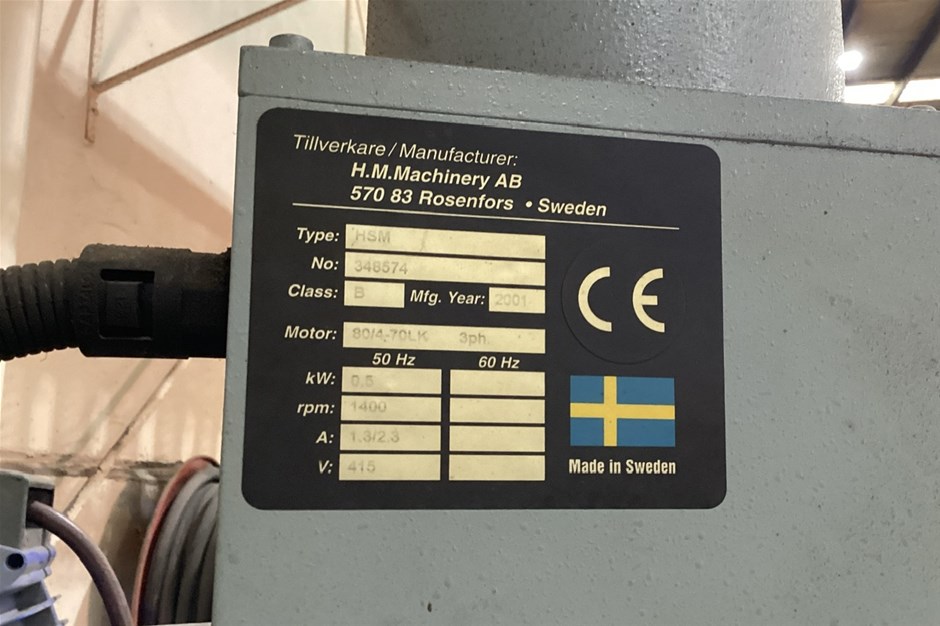 Tillverkare / Manufacturer:
H.M.Machinery AB
570 83 Rosenfors • Sweden
Type: HSM
No: 346574
Class: B Mfg. Year: 2001
Motor: 80/4-70LK 3ph.
50 Hz 60 Hz
kW: 0.5
rpm: 1400
A: 1.3/2.3
V: 415
CE
Made in Sweden